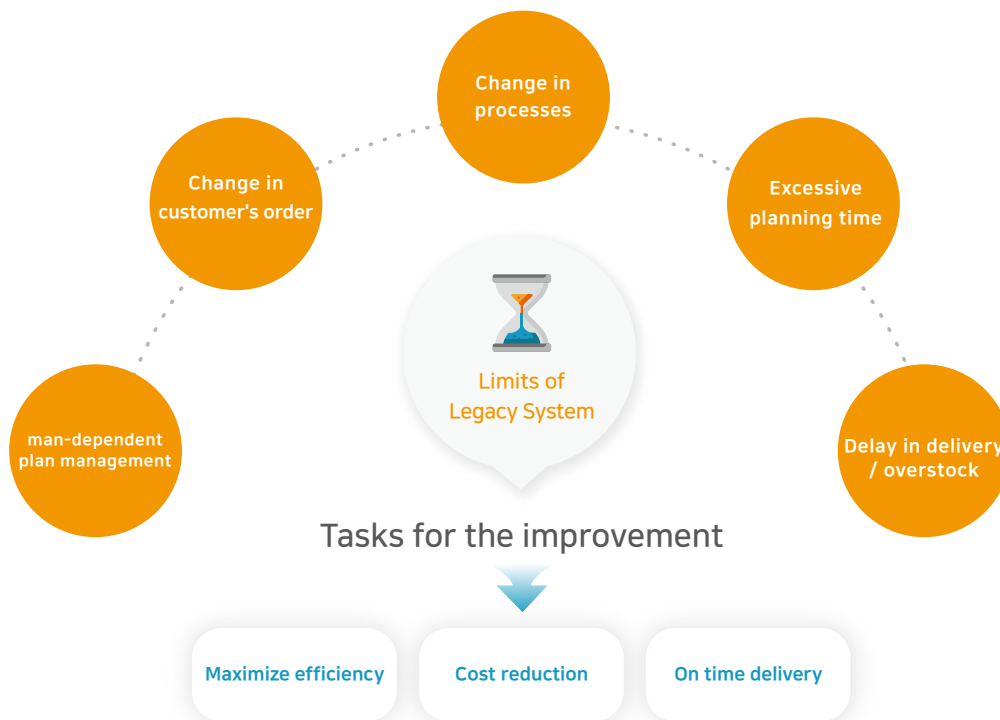 Change in
processes
Change in
customer's order
Excessive
planning time
man-dependent
plan management
Limits of
Legacy System
Delay in delivery
/ overstock
Tasks for the improvement
Maximize efficiency
Cost reduction
On time delivery